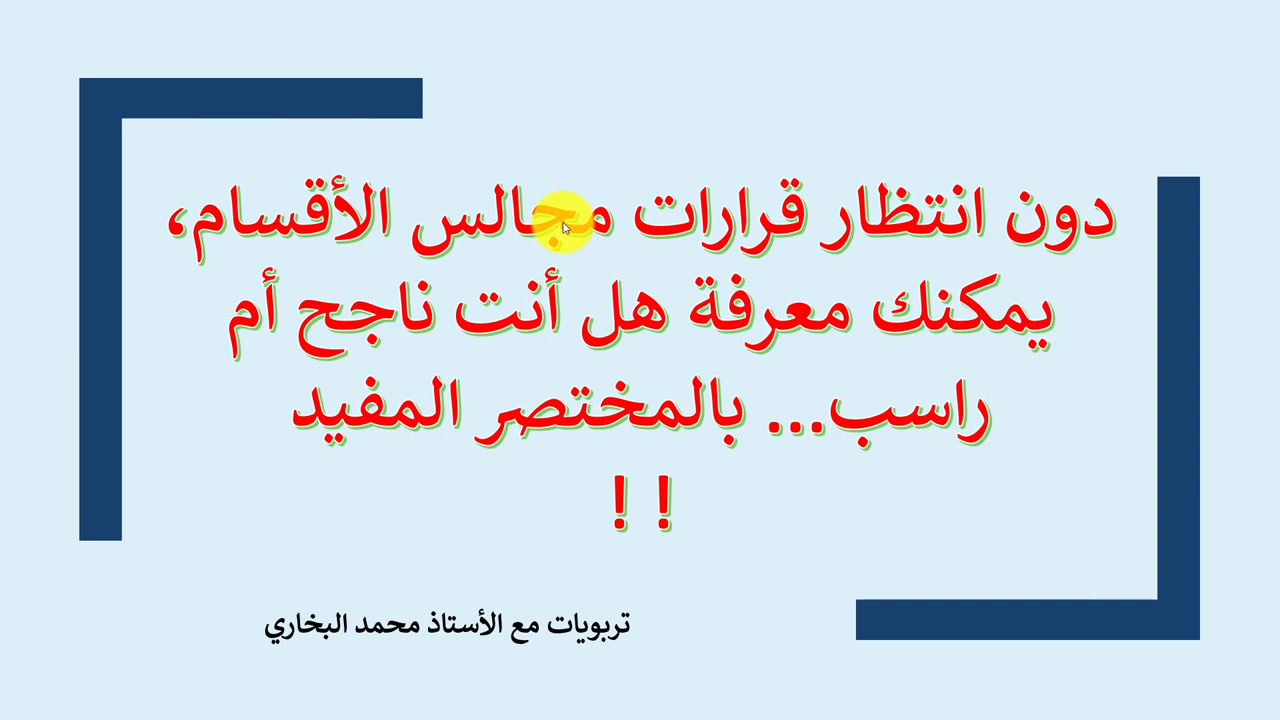 دون انتظار قرارات مجالس الأقسام،
يمكنك معرفة هل أنت ناجح أم
راسب... بالمختصر المفيد
! !
تربويات مع الأستاذ محمد البخاري